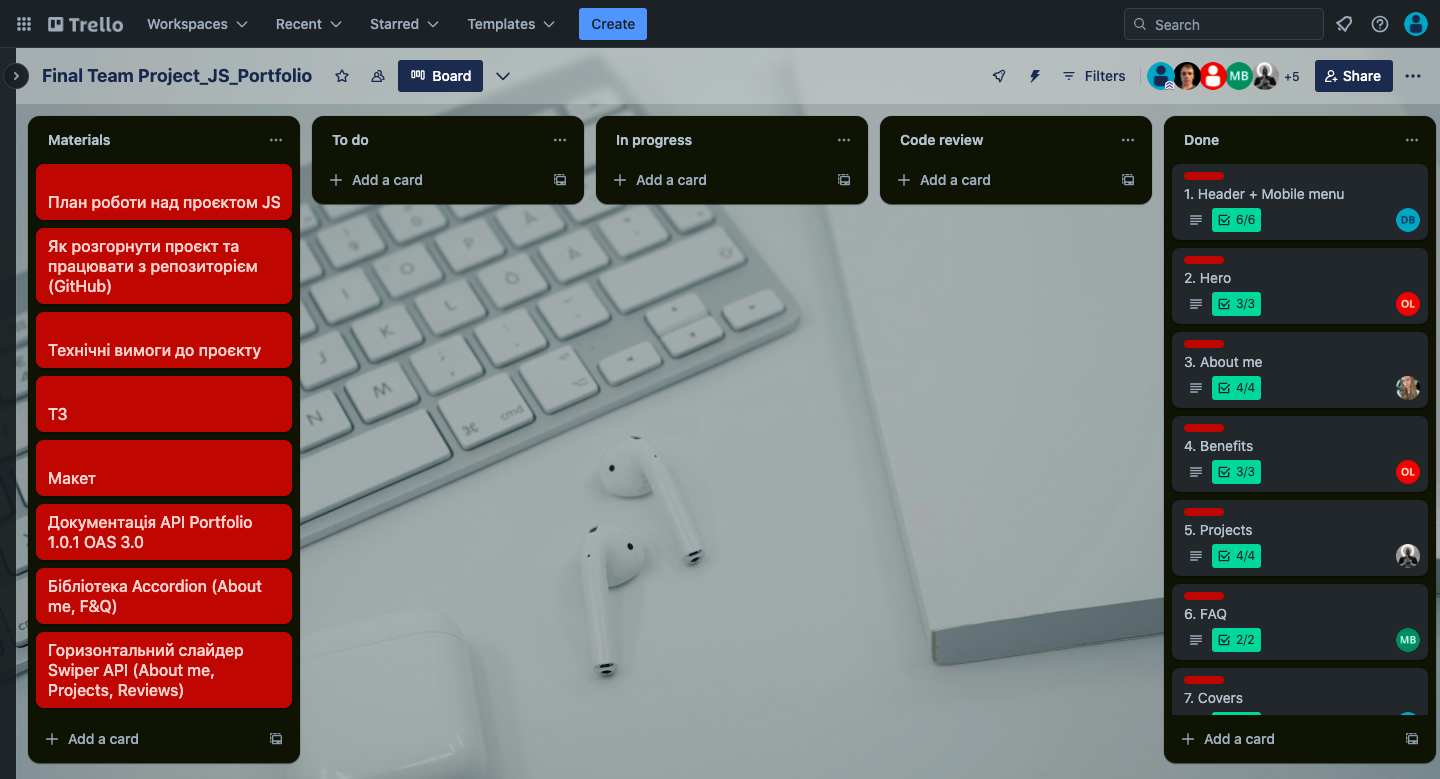 Trello
Workspaces
Recent
Starred
Templates
Create
Search
Final Team Project_JS_Portfolio
Board
Filters
MB
+5
Share
Materials
План роботи над проєктом JS
Як розгорнути проєкт та
працювати з репозиторієм
(GitHub)
Технічні вимоги до проєкту
ТЗ
Макет
Документація API Portfolio
1.0.1 OAS 3.0
Бібліотека Accordion (About
me, F&Q)
Горизонтальний слайдер
Swiper API (About me,
Projects, Reviews)
Add a card
To do
Add a card
In progress
Add a card
Code review
Add a card
Done
1. Header + Mobile menu
6/6
DB
2. Hero
3/3
OL
3. About me
4/4
4. Benefits
3/3
OL
5. Projects
4/4
6. FAQ
2/2
MB
7. Covers
Add a card
J
K
L
M
cmd